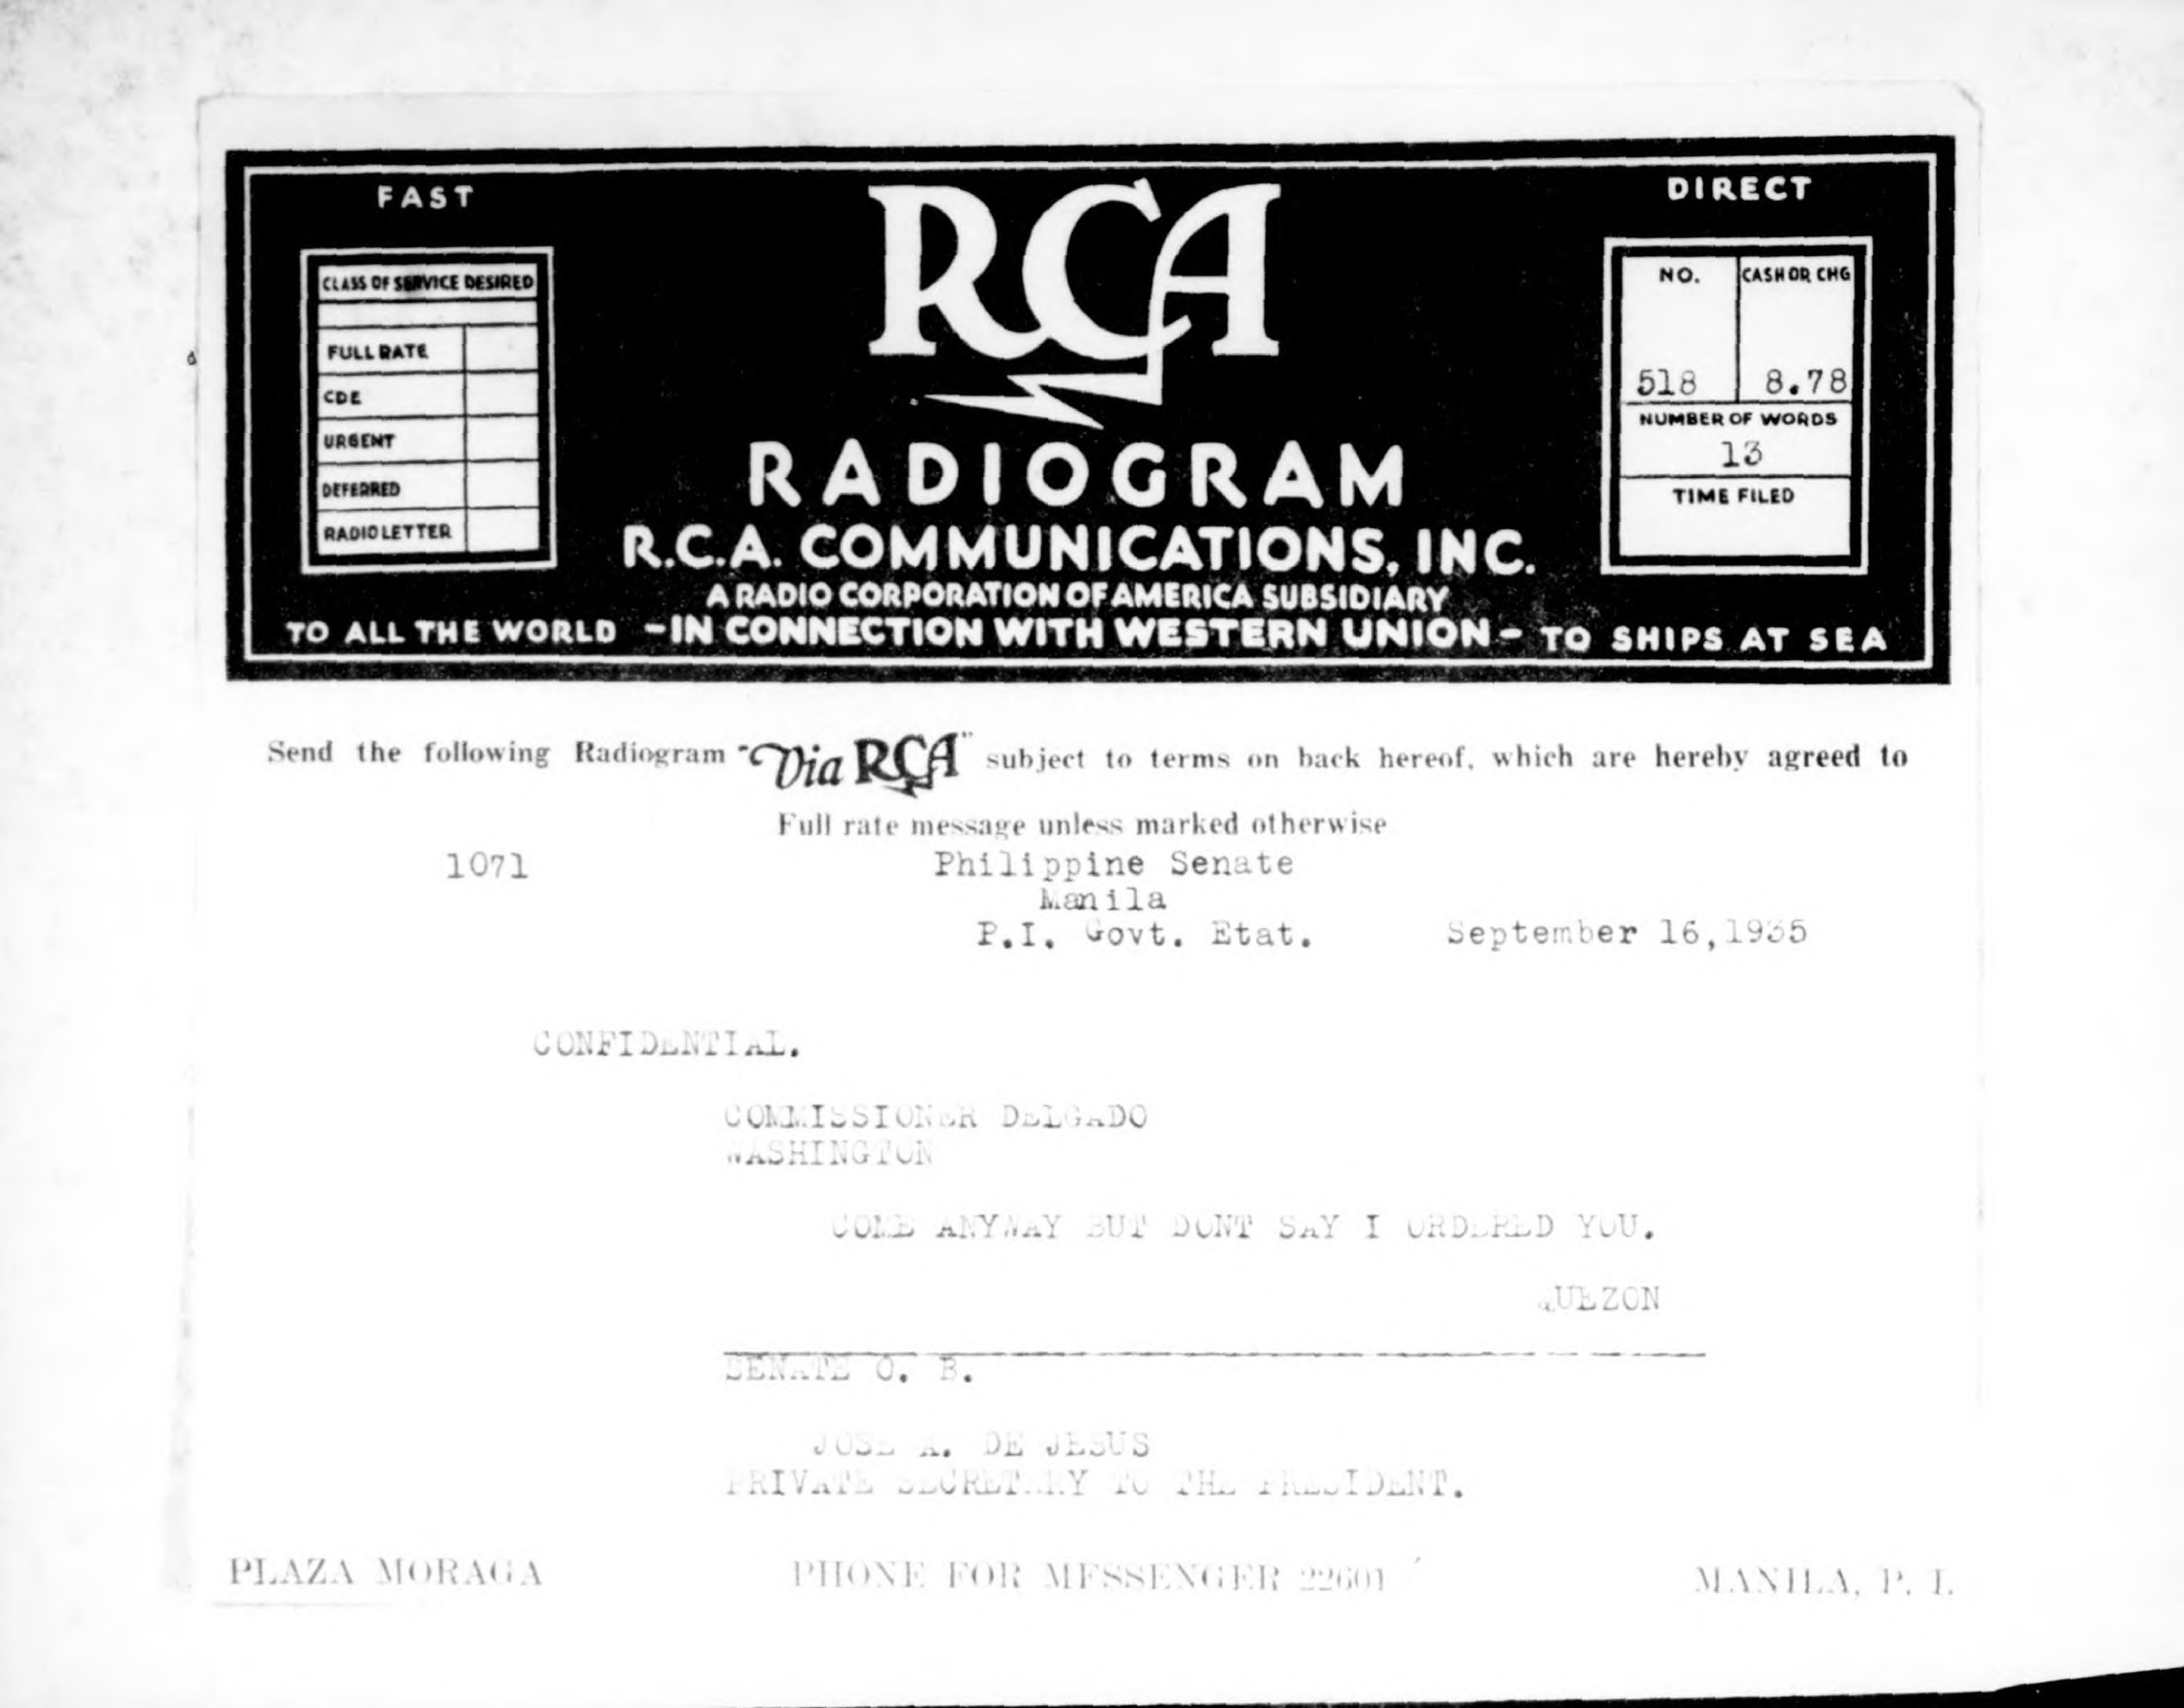 FAST
DIRECT
RCA
CLASS OF SERVICE DESIRED
FULL RATE
CDE
URGENT
DEFERRED
RADIOLETTER
NO. CASH OR CHG
518 8.78
NUMBER OF WORDS
13
TIME FILED
RADIOGRAM
R.C.A. COMMUNICATIONS, INC.
A RADIO CORPORATION OF AMERICA SUBSIDIARY
TO ALL THE WORLD -IN CONNECTION WITH WESTERN UNION- TO SHIPS AT SEA
Send the following Radiogram "Via RCA" subject to terms on back hereof, which are hereby agreed to
Full rate message unless marked otherwise
1071 Philippine Senate
Manila
P.I. Govt. Etat. September 16,1935
CONFIDENTIAL.
COMMISSIONER DELGADO
WASHINGTON
COME ANYWAY BUT DONT SAY I ORDERED YOU.
QUEZON
SENATE O. B.
JOSE A. DE JESUS
PRIVATE SECRETARY TO THE PRESIDENT.
PLAZA MORAGA PHONE FOR MESSENGER 22601 MANILA, P. I.